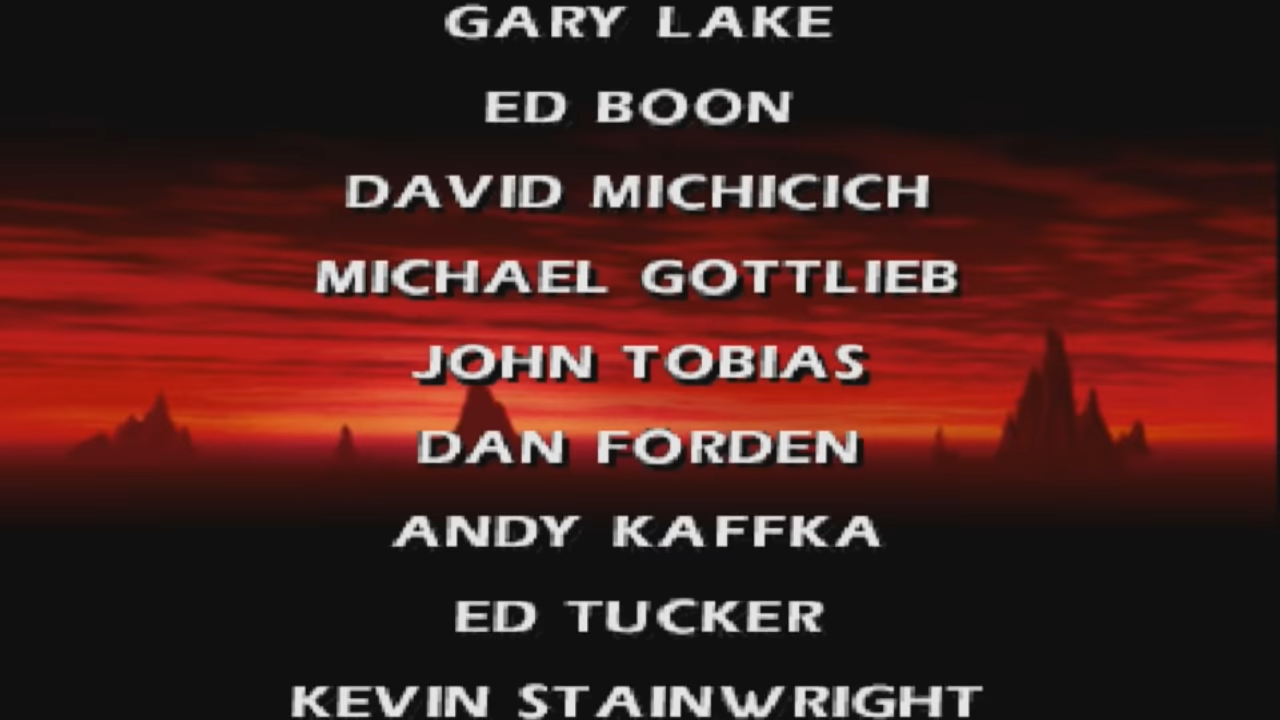 GARY LAKE
ED BOON
DAVID MICHICICH
MICHAEL GOTTLIEB
JOHN TOBIAS
DAN FORDEN
ANDY KAFFKA
ED TUCKER
KEVIN STAINWRIGHT